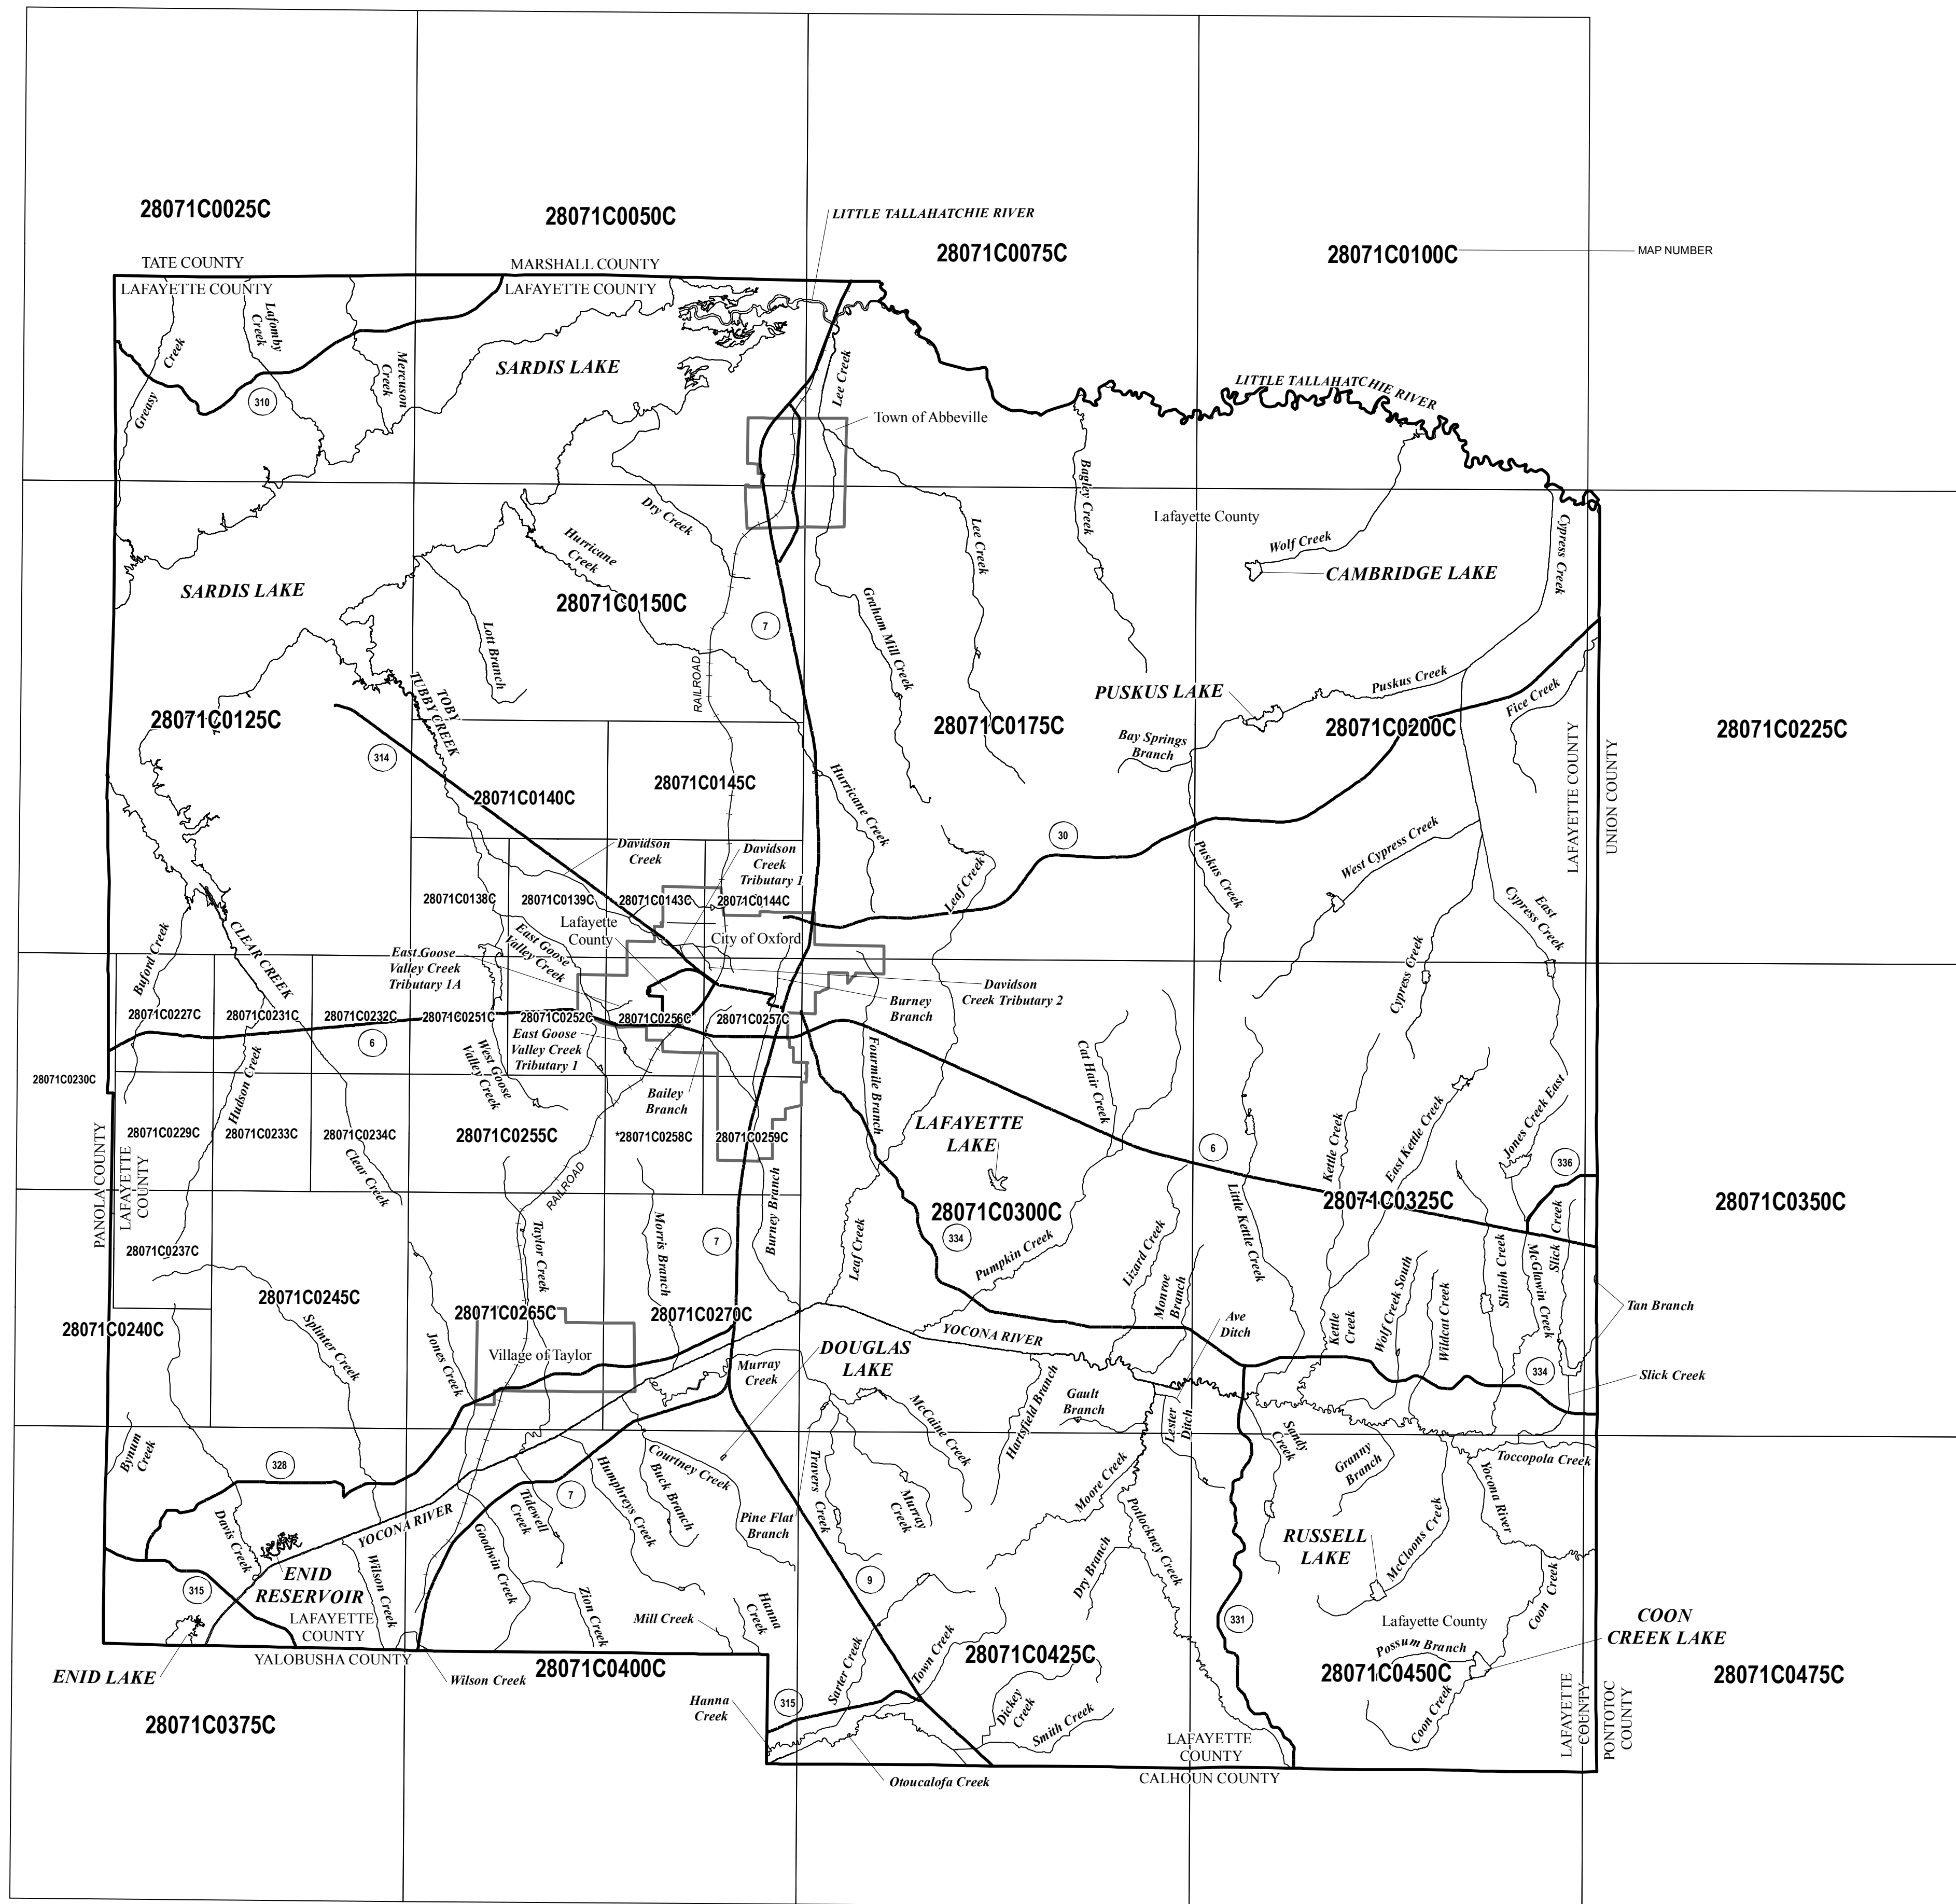 28071C0025C
28071C0050C
LITTLE TALLAHATCHIE RIVER
28071C0075C
28071C0100C
MAP NUMBER
TATE COUNTY
MARSHALL COUNTY
LAFAYETTE COUNTY
LAFAYETTE COUNTY
Greasy
Creek
Lafomby
Creek
Mercuson
Creek
310
SARDIS LAKE
Lee Creek
Town of Abbeville
LITTLE TALLAHATCHIE RIVER
Bagley Creek
Dry Creek
Hurricane
Creek
Lee Creek
Lafayette County
Wolf Creek
CAMBRIDGE LAKE
Cypress Creek
SARDIS LAKE
28071C0150C
7
Graham Mill Creek
Lott Branch
RAILROAD
TOBY
TUBBY CREEK
PUSKUS LAKE
Puskus Creek
Fice Creek
28071C0125C
28071C0175C
28071C0200C
28071C0225C
Bay Springs
Branch
314
28071C0140C
28071C0145C
Hurricane Creek
LAFAYETTE COUNTY
UNION COUNTY
30
Davidson
Creek
Davidson
Creek
Tributary 1
Leaf Creek
Puskus Creek
West Cypress Creek
East
Cypress Creek
28071C0138C
28071C0139C
28071C0143C
28071C0144C
Lafayette
County
City of Oxford
Buford Creek
CLEAR CREEK
East Goose
Valley Creek
Tributary 1A
East Goose
Valley Creek
Davidson
Creek Tributary 2
Burney
Branch
Cypress Creek
28071C0227C
28071C0231C
28071C0232C
28071C0251C
28071C0252C
28071C0256C
28071C0257C
6
East Goose
Valley Creek
Tributary 1
West Goose
Valley Creek
Hudson Creek
Fourmile Branch
Cat Hair Creek
28071C0230C
Bailey
Branch
LAFAYETTE
LAKE
Kettle Creek
East Kettle Creek
Jones Creek East
28071C0229C
28071C0233C
28071C0234C
28071C0255C
*28071C0258C
28071C0259C
6
336
PANOLA COUNTY
LAFAYETTE
COUNTY
Clear Creek
RAILROAD
28071C0300C
28071C0325C
28071C0350C
28071C0237C
Taylor Creek
Morris Branch
7
Burney Branch
Leaf Creek
334
Pumpkin Creek
Lizard Creek
Monroe
Branch
Little Kettle Creek
Wolf Creek South
Wildcat Creek
Shiloh Creek
McGlawin Creek
Slick Creek
Tan Branch
28071C0245C
28071C0265C
28071C0270C
28071C0240C
Splinter Creek
Jones Creek
Village of Taylor
YOCONA RIVER
Ave
Ditch
Kettle
Creek
DOUGLAS
LAKE
Murray
Creek
334
Slick Creek
McCaine Creek
Hartsfield Branch
Gault
Branch
Lester
Ditch
Sandy
Creek
Granny
Branch
Toccopola Creek
Bynum
Creek
328
Courtney Creek
Buck Branch
Humphreys Creek
Travers Creek
Murray
Creek
Moore Creek
Potlockney Creek
Yocona River
7
Tidewell
Creek
Pine Flat
Branch
Davis Creek
YOCONA RIVER
Goodwin Creek
RUSSELL
LAKE
McCloons Creek
Coon Creek
ENID
RESERVOIR
Wilson Creek
315
9
Dry Branch
331
LAFAYETTE
COUNTY
Zion Creek
Mill Creek
Hanna
Creek
Lafayette County
Possum Branch
COON
CREEK LAKE
YALOBUSHA COUNTY
ENID LAKE
Wilson Creek
28071C0400C
Sarter Creek
Town Creek
28071C0425C
28071C0450C
28071C0475C
Hanna
Creek
315
Dickey
Creek
Smith Creek
Coon Creek
28071C0375C
LAFAYETTE
COUNTY
PONTOTOC
COUNTY
LAFAYETTE
COUNTY
CALHOUN COUNTY
Otoucalofa Creek